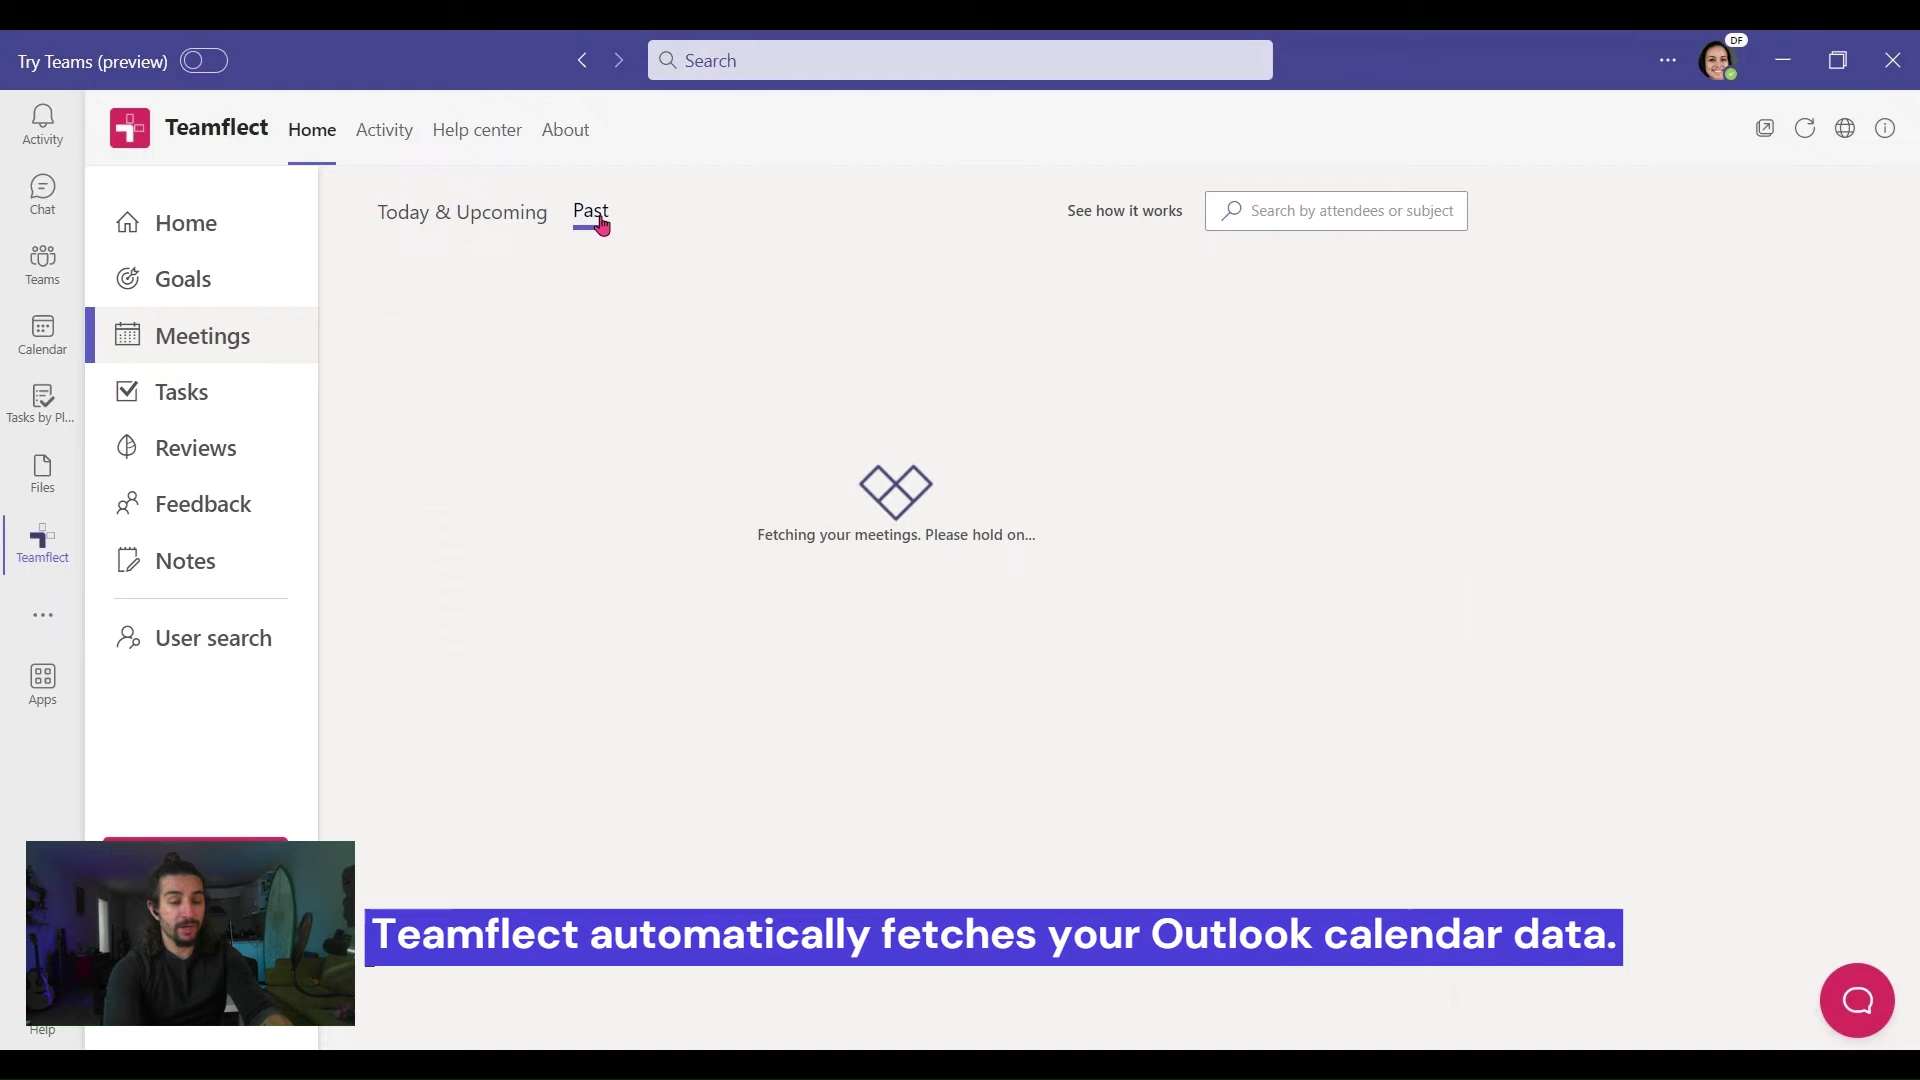 Try Teams (preview)
Search
DF
Activity
Chat
Teams
Calendar
Tasks by Pl...
Files
Teamflect
Apps
Help
Teamflect
Home
Activity
Help center
About
Home
Goals
Meetings
Tasks
Reviews
Feedback
Notes
User search
Today & Upcoming
Past
See how it works
Search by attendees or subject
Fetching your meetings. Please hold on...
Teamflect automatically fetches your Outlook calendar data.